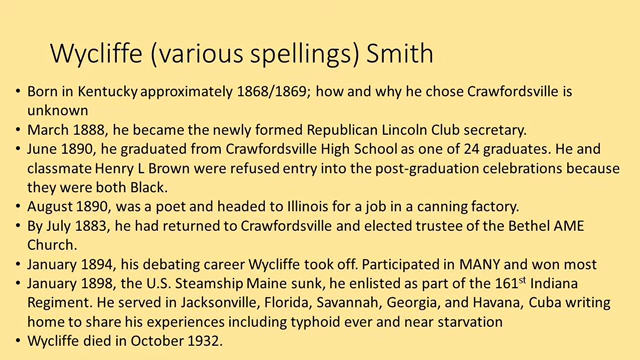 Wycliffe (various spellings) Smith
• Born in Kentucky approximately 1868/1869; how and why he chose Crawfordsville is
unknown
• March 1888, he became the newly formed Republican Lincoln Club secretary.
• June 1890, he graduated from Crawfordsville High School as one of 24 graduates. He and
classmate Henry L Brown were refused entry into the post-graduation celebrations because
they were both Black.
• August 1890, was a poet and headed to Illinois for a job in a canning factory.
• By July 1883, he had returned to Crawfordsville and elected trustee of the Bethel AME
Church.
• January 1894, his debating career Wycliffe took off. Participated in MANY and won most
• January 1898, the U.S. Steamship Maine sunk, he enlisted as part of the 161st Indiana
Regiment. He served in Jacksonville, Florida, Savannah, Georgia, and Havana, Cuba writing
home to share his experiences including typhoid ever and near starvation
• Wycliffe died in October 1932.